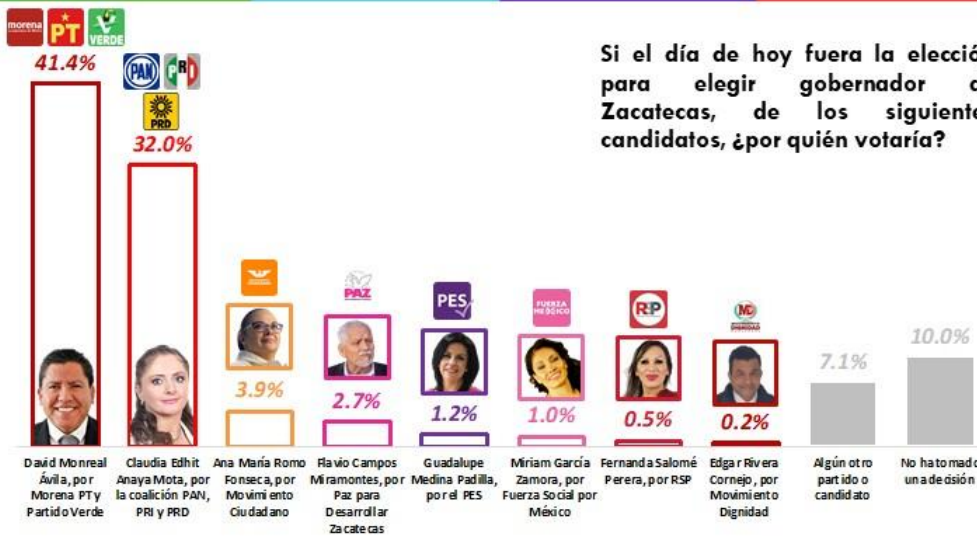 morena
PT
VERDE
41.4%
PAN
PRI
PRD
32.0%
Si el día de hoy fuera la elecció
para elegir gobernador d
Zacatecas, de los siguiente
candidatos, ¿por quién votaría?
PAZ
PES
FUERZA
MEXICO
RSP
MD
DIGNIDAD
3.9%
2.7%
1.2%
1.0%
0.5%
0.2%
7.1%
10.0%
David Monreal
Ávila, por
Morena PT y
Partido Verde
Claudia Edhit
Anaya Mota, por
la coalición PAN,
PRI y PRD
Ana María Romo
Fonseca, por
Movimiento
Ciudadano
Flavio Campos
Miramontes, por
Paz para
Desarrollar
Zacatecas
Guadalupe
Medina Padilla,
por el PES
Miriam García
Zamora, por
Fuerza Social por
México
Fernanda Salomé
Perera, por RSP
Edgar Rivera
Cornejo, por
Movimiento
Dignidad
Algún otro
partido o
candidato
No ha tomado
una decisión